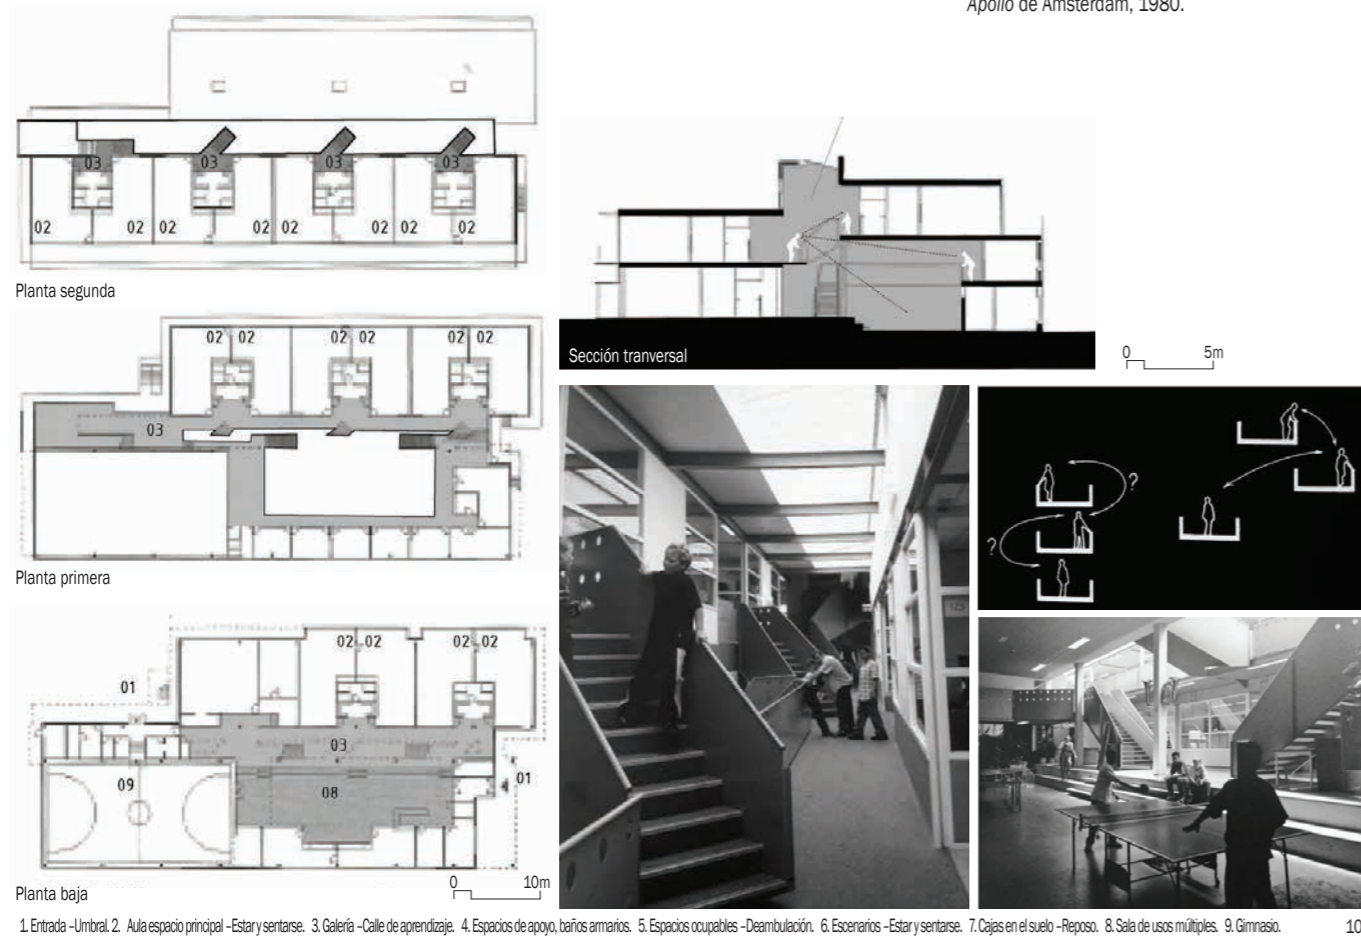 Apolo de Amsterdam, 1980.
03 03 03 03
02 02 02 02 02 02 02 02
Planta segunda
02 02 02 02 02 02
03
Planta primera
02 02 02 02
01
03
09 08 01
Planta baja
0 10m
Sección tranversal
0 5m
?
?
1. Entrada –Umbral. 2. Aula espacio principal –Estar y sentarse. 3. Galería –Calle de aprendizaje. 4. Espacios de apoyo, baños armarios. 5. Espacios ocupables –Deambulación. 6. Escenarios –Estar y sentarse. 7. Cajas en el suelo –Reposo. 8. Sala de usos múltiples. 9. Gimnasio.
10